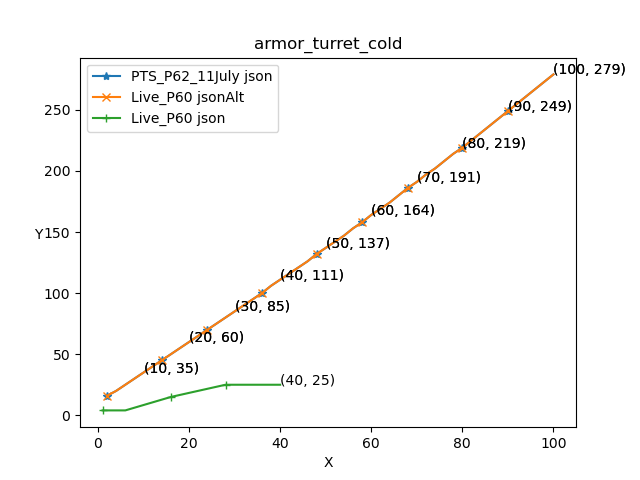 armor_turret_cold
PTS_P62_11July json
Live_P60 jsonAlt
Live_P60 json
(100, 279)
(90, 249)
(80, 219)
(70, 191)
(60, 164)
(50, 137)
(40, 111)
(30, 85)
(20, 60)
(10, 35)
(40, 25)
250
200
150
100
50
0
Y
0 20 40 60 80 100
X